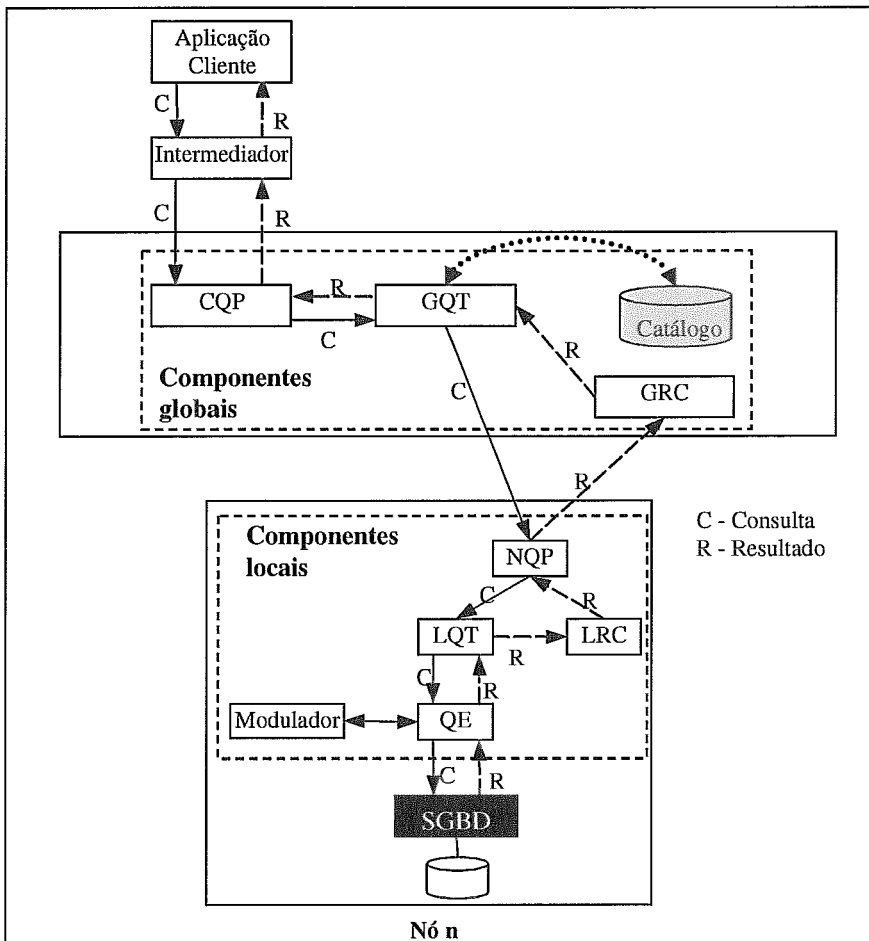 Aplicação
Cliente
C
R
Intermediador
C
R
CQP
R
C
GQT
Catálogo
R
GRC
Componentes
globais
C
R
C - Consulta
R - Resultado
Componentes
locais
NQP
C
R
LQT
R
LRC
C
R
Modulador
QE
C
R
SGBD
Nó n